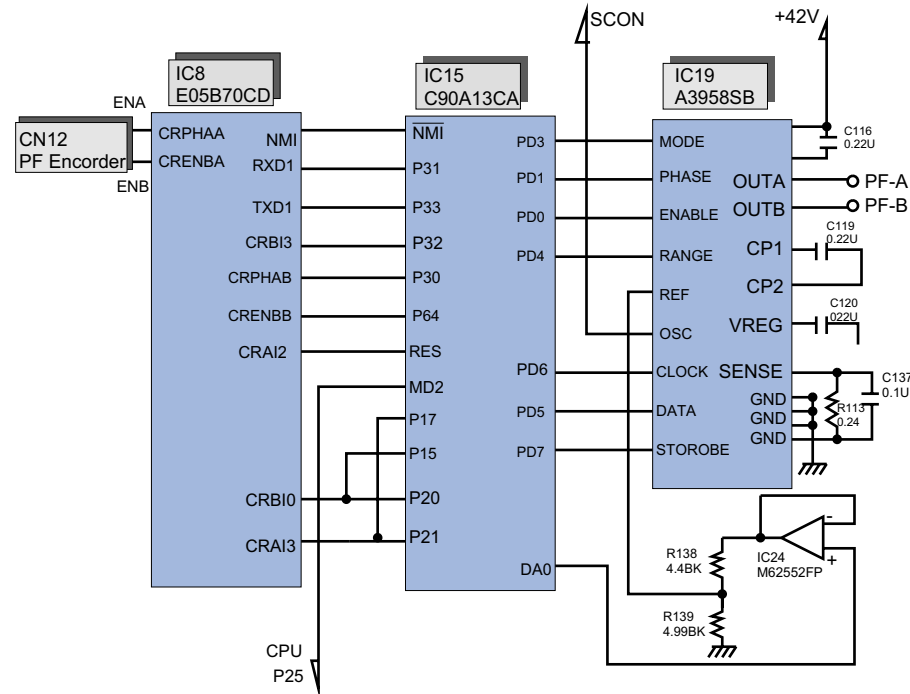 SCON
+42V
IC8
E05B70CD
IC15
C90A13CA
IC19
A3958SB
ENA
CN12
PF Encorder
ENB
CRPHAA
CRENBA
NMI
RXD1
TXD1
CRBI3
CRPHAB
CRENBB
CRAI2
CRBI0
CRAI3
NMI
P31
P33
P32
P30
P64
RES
MD2
P17
P15
P20
P21
PD3
PD1
PD0
PD4
PD6
PD5
PD7
DA0
MODE
PHASE
ENABLE
RANGE
REF
OSC
CLOCK
DATA
STOROBE
OUTA
OUTB
CP1
CP2
VREG
SENSE
GND
GND
GND
C116
0.22U
PF-A
PF-B
C119
0.22U
C120
022U
C137
0.1U
R113
0.24
R138
4.4BK
R139
4.99BK
-
+
IC24
M62552FP
CPU
P25